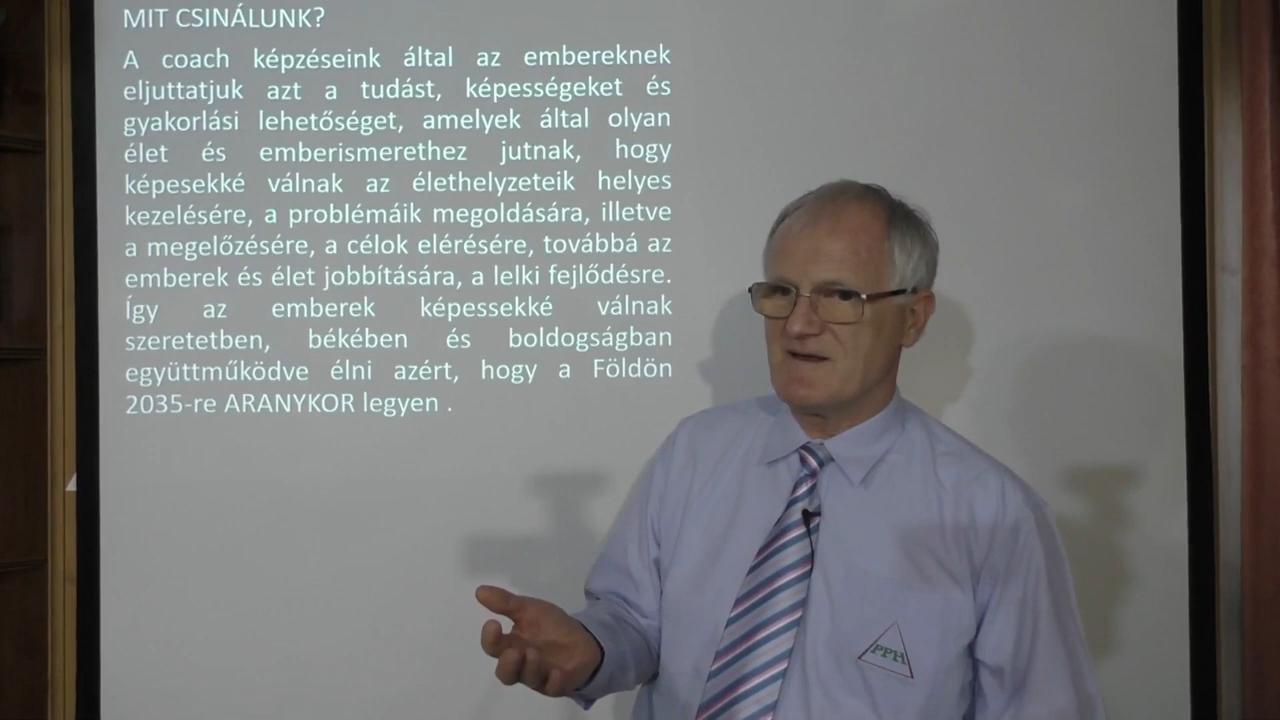 MIT CSINÁLUNK?
A coach képzéseink által az embereknek
eljuttatjuk azt a tudást, képességeket és
gyakorlási lehetőséget, amelyek által olyan
élet és emberismerethez jutnak, hogy
képesekké válnak az élethelyzeteik helyes
kezelésére, a problémáik megoldására, illetve
a megelőzésére, a célok elérésére, továbbá az
emberek és élet jobbítására, a lelki fejlődésre.
Így az emberek képessekké válnak
szeretetben, békében és boldogságban
együttműködve élni azért, hogy a Földön
2035-re ARANYKOR legyen .
PPH